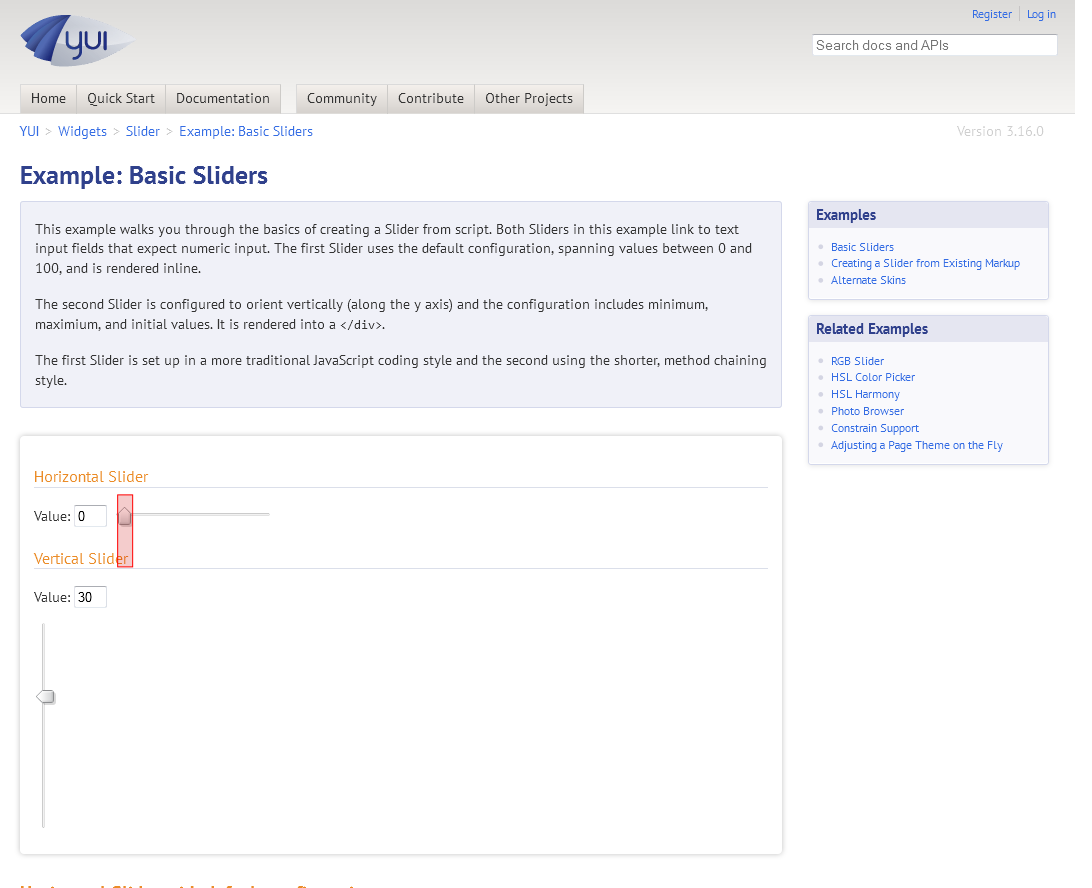 Register
Log in
YUI
Home
Quick Start
Documentation
Community
Contribute
Other Projects
Search docs and APIs
YUI > Widgets > Slider > Example: Basic Sliders
Version 3.16.0
Example: Basic Sliders
This example walks you through the basics of creating a Slider from script. Both Sliders in this example link to text
input fields that expect numeric input. The first Slider uses the default configuration, spanning values between 0 and
100, and is rendered inline.
The second Slider is configured to orient vertically (along the y axis) and the configuration includes minimum,
maximium, and initial values. It is rendered into a </div>.
The first Slider is set up in a more traditional JavaScript coding style and the second using the shorter, method chaining
style.
Horizontal Slider
Value: 0
Vertical Slider
Value: 30
Examples
Basic Sliders
Creating a Slider from Existing Markup
Alternate Skins
Related Examples
RGB Slider
HSL Color Picker
HSL Harmony
Photo Browser
Constrain Support
Adjusting a Page Theme on the Fly